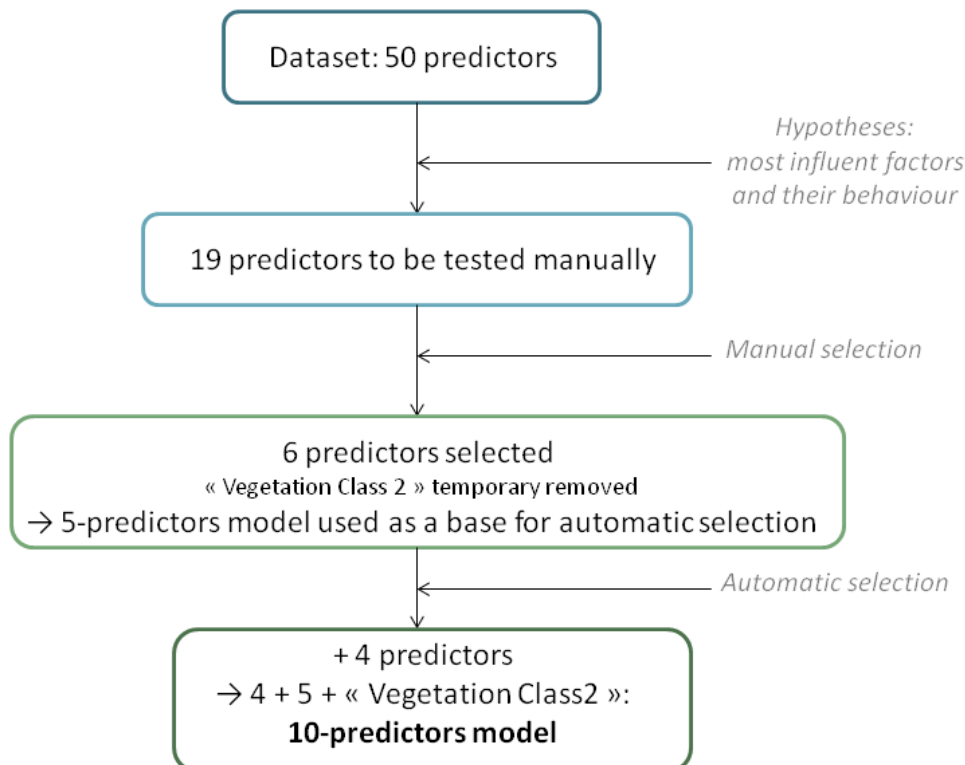 Dataset: 50 predictors
Hypotheses:
most influent factors
and their behaviour
19 predictors to be tested manually
Manual selection
6 predictors selected
« Vegetation Class 2 » temporary removed
→ 5-predictors model used as a base for automatic selection
Automatic selection
+ 4 predictors
→ 4 + 5 + « Vegetation Class2 »:
10-predictors model